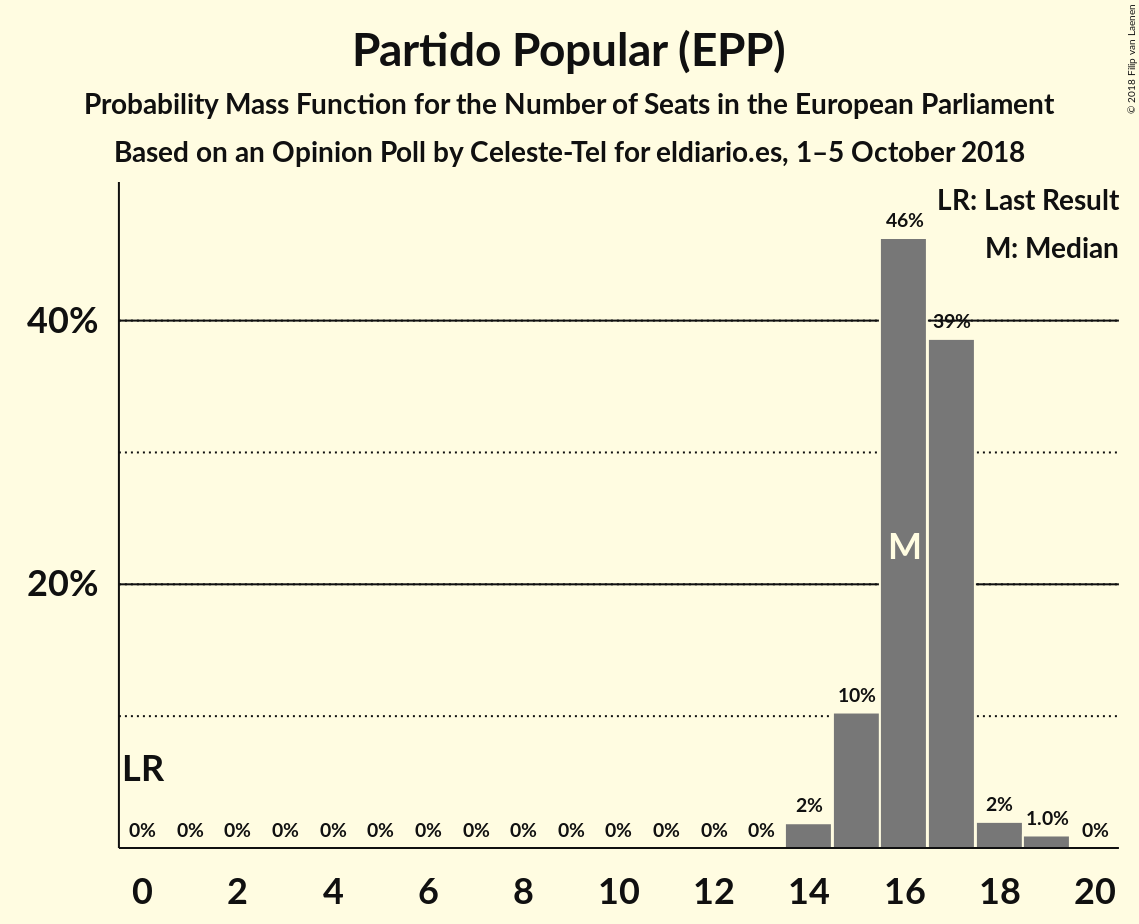 Partido Popular (EPP)
Probability Mass Function for the Number of Seats in the European Parliament
Based on an Opinion Poll by Celeste-Tel for eldiario.es, 1–5 October 2018
© 2018 Filip van Laenen
LR: Last Result
M: Median
46%
40%
39%
M
20%
10%
LR
2%
2%
1.0%
0% 0% 0% 0% 0% 0% 0% 0% 0% 0% 0% 0% 0% 0% 0%
0 2 4 6 8 10 12 14 16 18 20